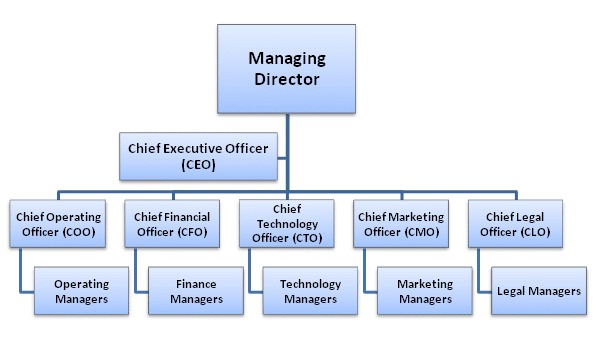 Managing
Director
Chief Executive Officer
(CEO)
Chief Operating
Officer (COO)
Chief Financial
Officer (CFO)
Chief
Technology
Officer (CTO)
Chief Marketing
Officer (CMO)
Chief Legal
Officer (CLO)
Operating
Managers
Finance
Managers
Technology
Managers
Marketing
Managers
Legal Managers